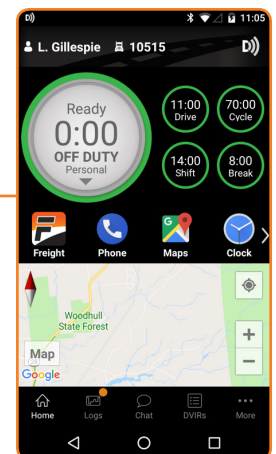 D)) 11:05
L. Gillespie 10515 D))
Ready
0:00
OFF DUTY
Personal
11:00
Drive
70:00
Cycle
14:00
Shift
8:00
Break
G
Freight Phone Maps Clock
Woodhull
State Forest
+
Map
−
Google
Home Logs Chat DVIRs More